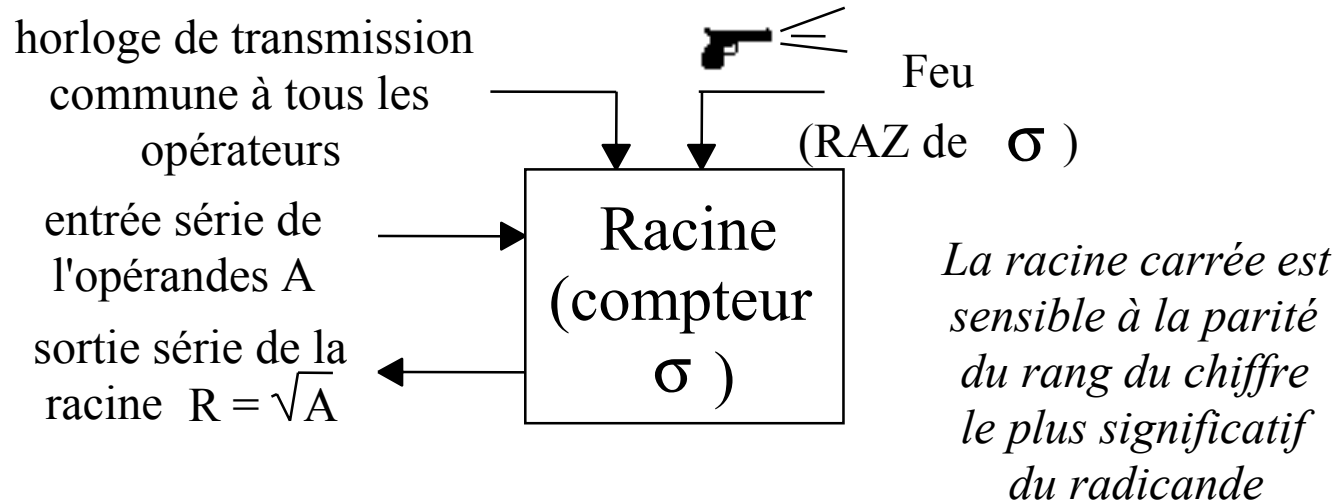 horloge de transmission
commune à tous les
opérateurs
Feu
(RAZ de σ )
entrée série de
l'opérandes A
sortie série de la
racine R = √A
Racine
(compteur
σ )
La racine carrée est
sensible à la parité
du rang du chiffre
le plus significatif
du radicande